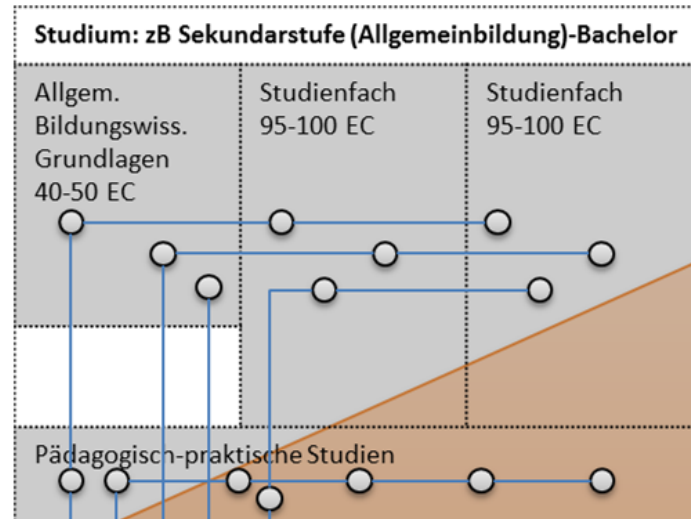 Studium: zB Sekundarstufe (Allgemeinbildung)-Bachelor
Allgem.
Bildungswiss.
Grundlagen
40-50 EC
Studienfach
95-100 EC
Studienfach
95-100 EC
Pädagogisch-praktische Studien